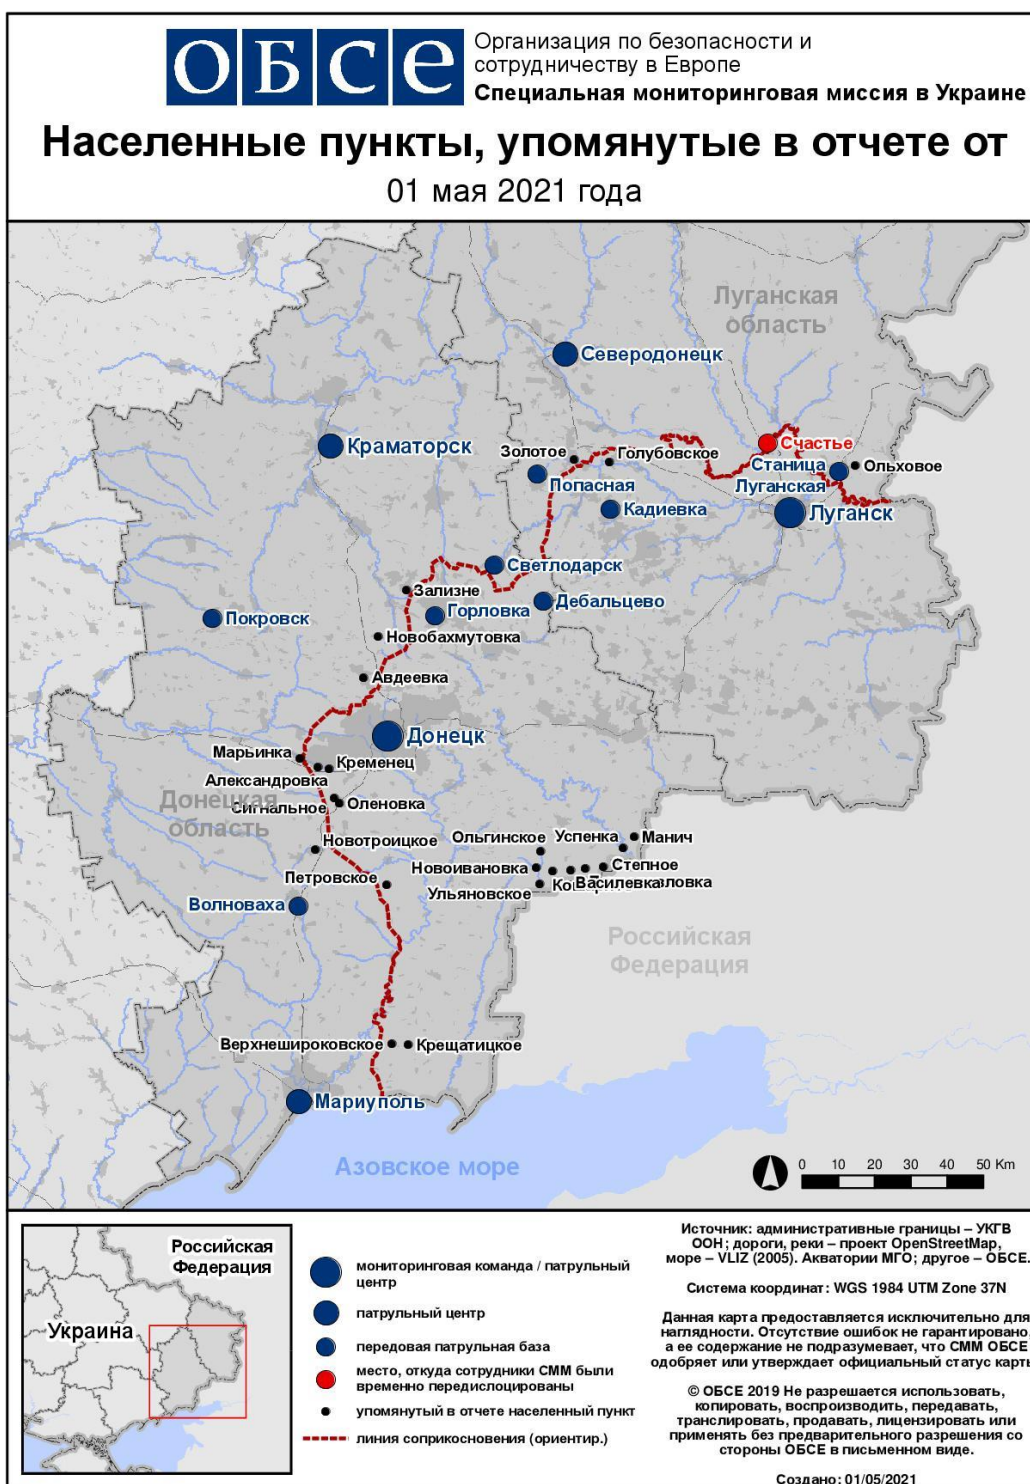 ОБСЕ
Организация по безопасности и
сотрудничеству в Европе
Специальная мониторинговая миссия в Украине
Населенные пункты, упомянутые в отчете от
01 мая 2021 года
Луганская
область
Северодонецк
Краматорск
Счастье
Золотое
Голубовское
Станица
Луганская
Ольховое
Попасная
Кадиевка
Луганск
Светлодарск
Зализне
Дебальцево
Горловка
Покровск
Новобахмутовка
Авдеевка
Донецк
Марьинка
Кременец
Александровка
Донецкая
область
Сигнальное
Оленовка
Новотроицкое
Ольгинское
Успенка
Манич
Новоивановка
Степное
Петровское
Ульяновское
Василевка
Волноваха
Российская
Федерация
Верхнешироковское
Крещатицкое
Мариуполь
Азовское море
0 10 20 30 40 50 Km
Российская
Федерация
Украина
мониторинговая команда / патрульный
центр
патрульный центр
передовая патрульная база
место, откуда сотрудники СММ были
временно передислоцированы
упомянутый в отчете населенный пункт
линия соприкосновения (ориентир.)
Источник: административные границы – УКГВ
ООН; дороги, реки – проект OpenStreetMap,
море – VLIZ (2005). Акватории МГО; другое – ОБСЕ.
Система координат: WGS 1984 UTM Zone 37N
Данная карта предоставляется исключительно для
наглядности. Отсутствие ошибок не гарантировано,
а ее содержание не подразумевает, что СММ ОБСЕ
одобряет или утверждает официальный статус карты
© ОБСЕ 2019 Не разрешается использовать,
копировать, воспроизводить, передавать,
транслировать, продавать, лицензировать или
применять без предварительного разрешения со
стороны ОБСЕ в письменном виде.
Создано: 01/05/2021